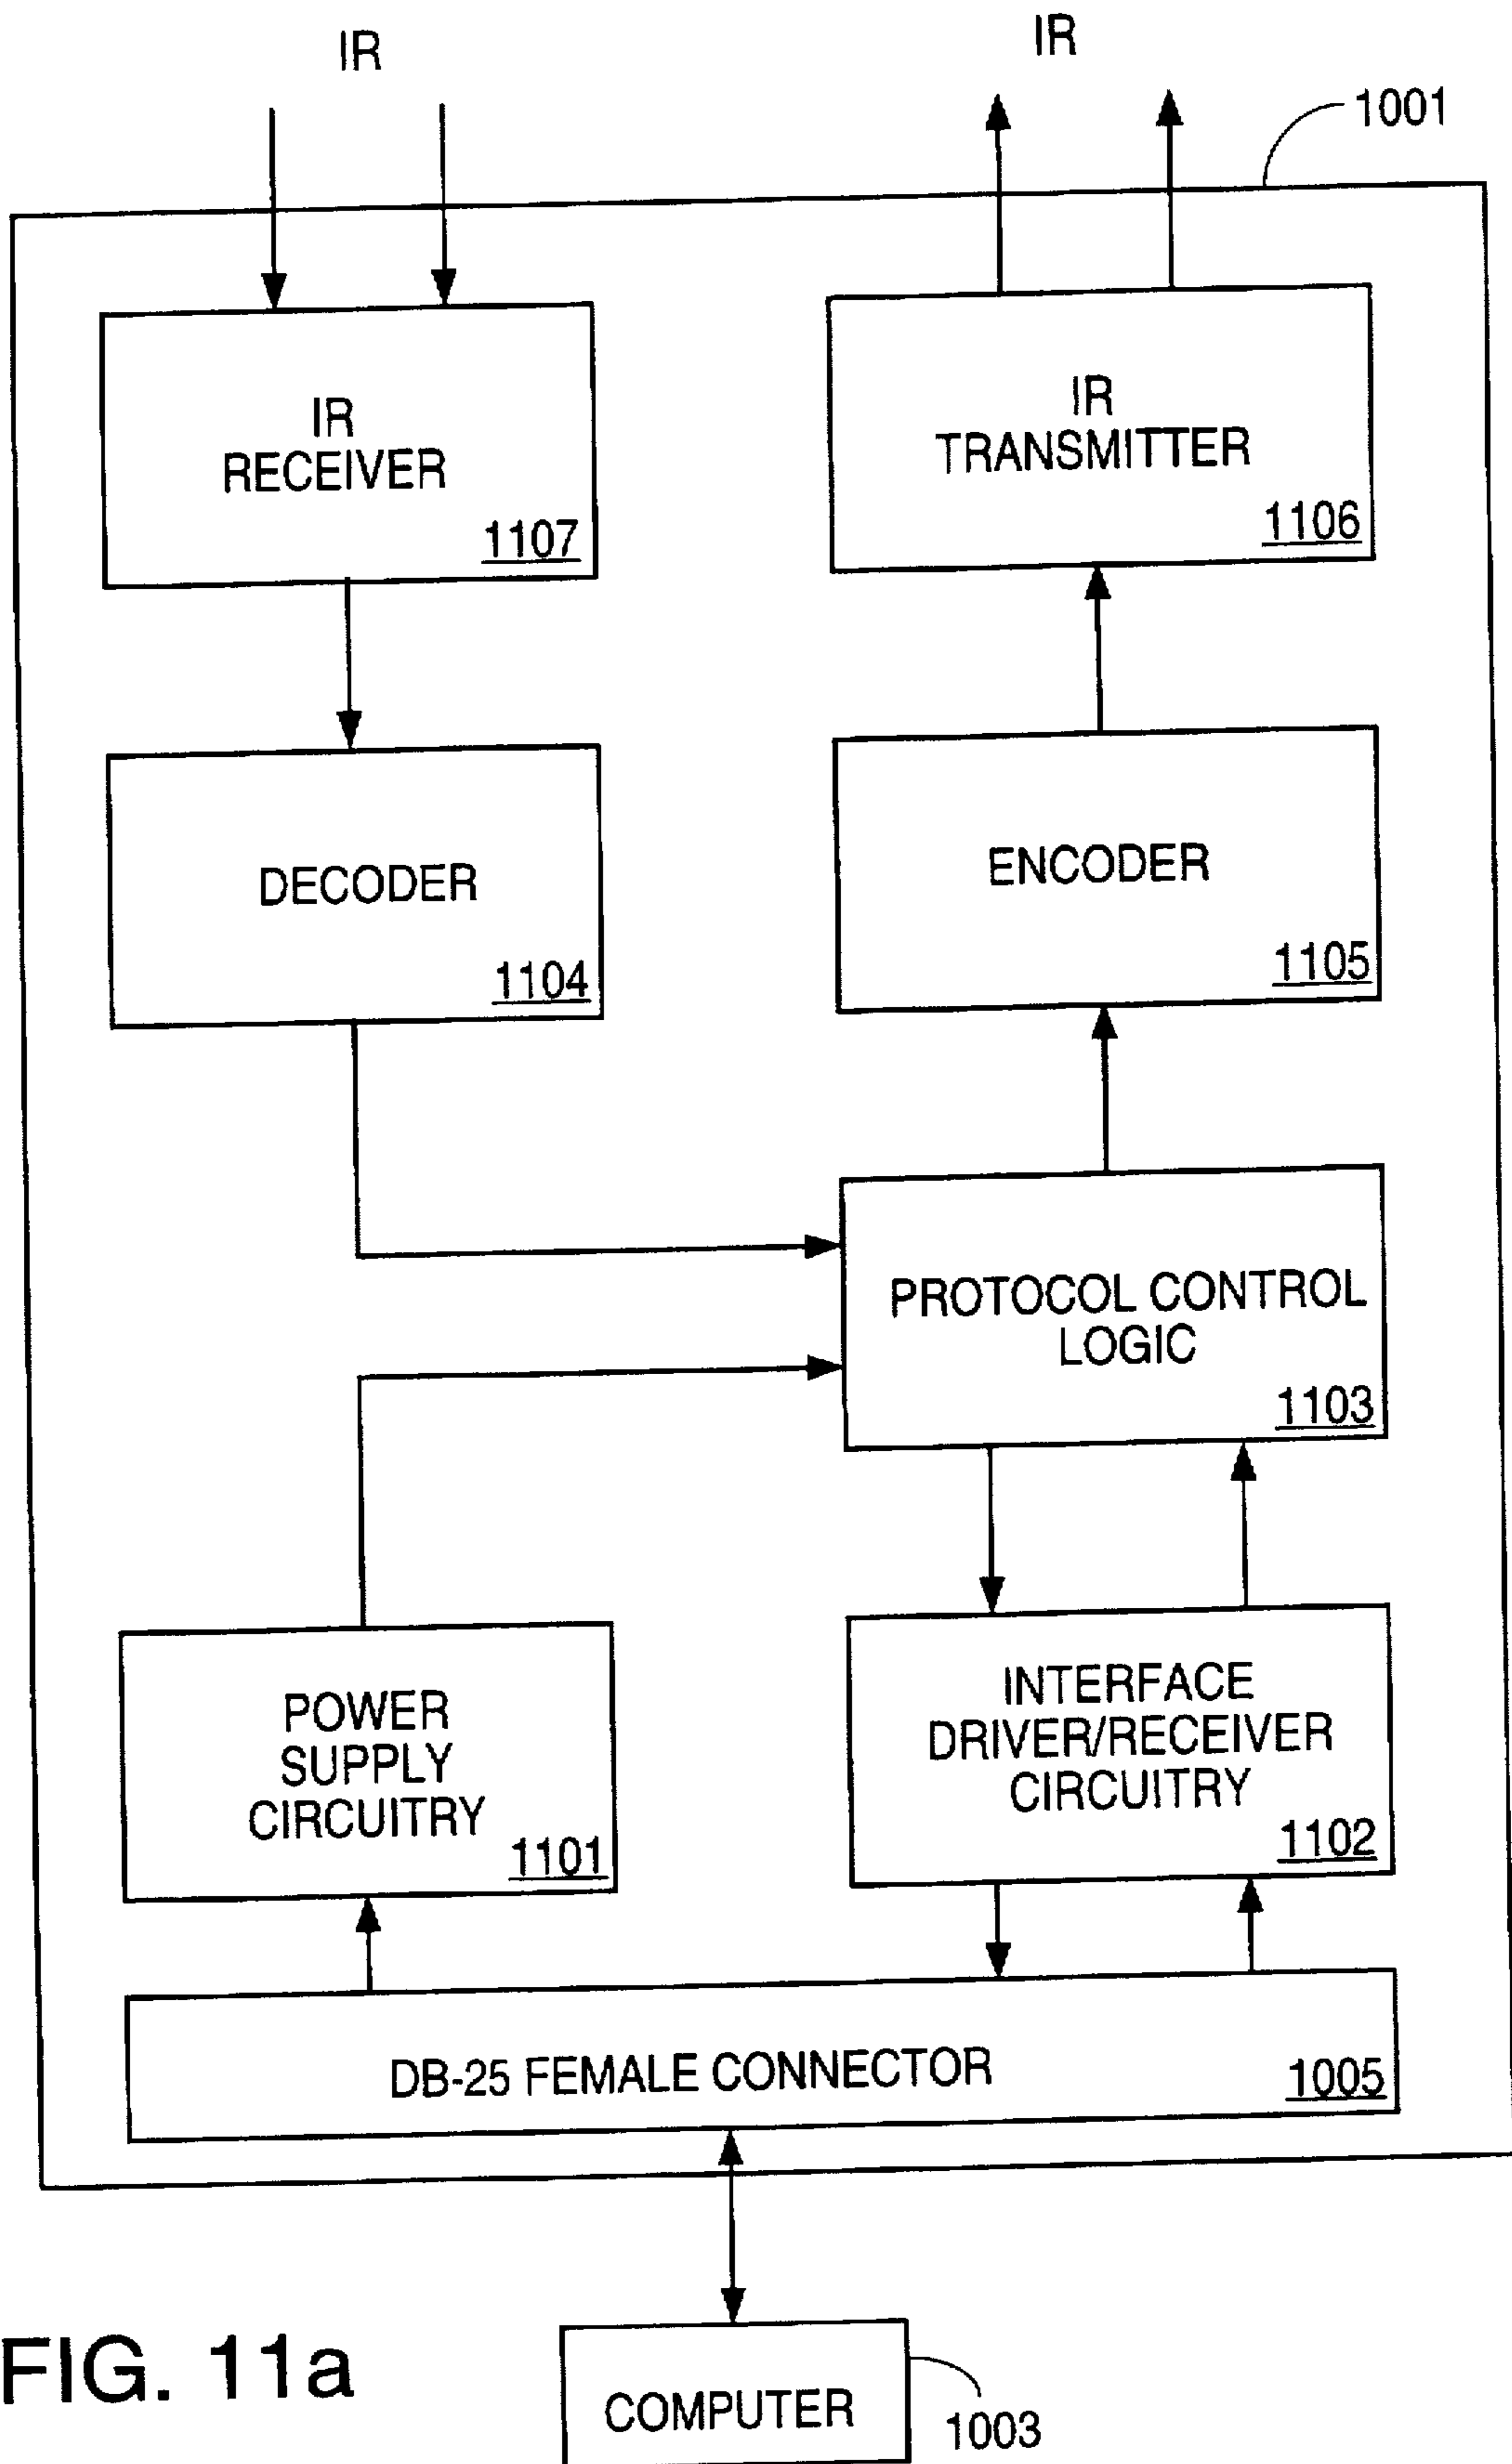 IR
IR
1001
IR
RECEIVER
1107
IR
TRANSMITTER
1106
DECODER
1104
ENCODER
1105
PROTOCOL CONTROL
LOGIC
1103
POWER
SUPPLY
CIRCUITRY
1101
INTERFACE
DRIVER/RECEIVER
CIRCUITRY
1102
DB-25 FEMALE CONNECTOR
1005
FIG. 11a
COMPUTER
1003